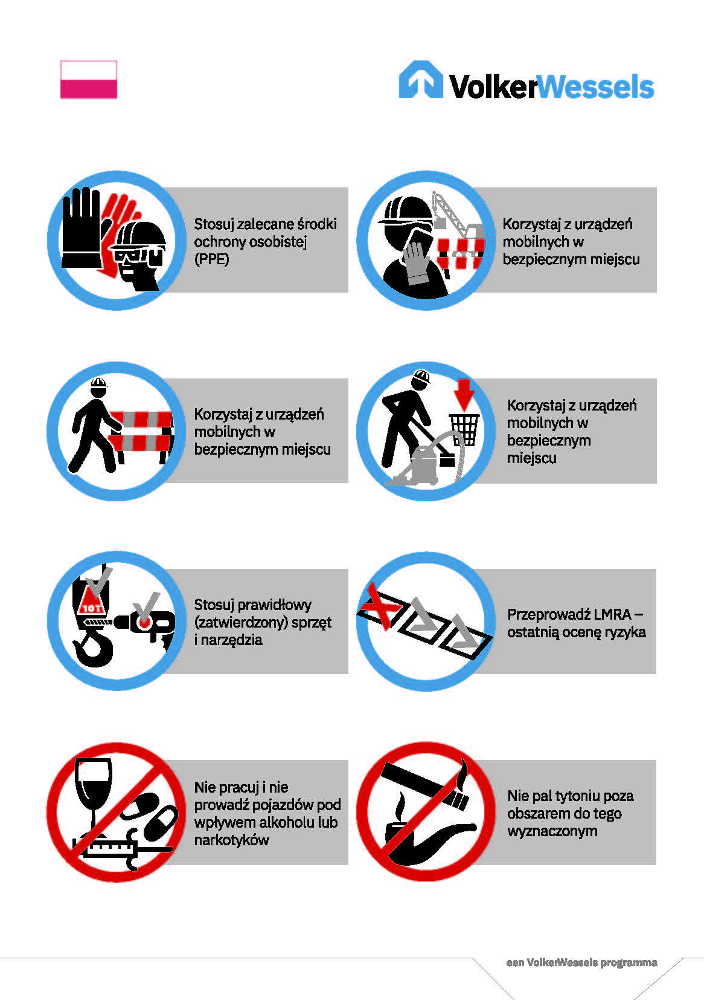 VolkerWessels
Stosuj zalecane środki
ochrony osobistej
(PPE)
Korzystaj z urządzeń
mobilnych w
bezpiecznym miejscu
Korzystaj z urządzeń
mobilnych w
bezpiecznym miejscu
Korzystaj z urządzeń
mobilnych w
bezpiecznym
miejscu
10T
Stosuj prawidłowy
(zatwierdzony) sprzęt
i narzędzia
Przeprowadź LMRA –
ostatnią ocenę ryzyka
Nie pracuj i nie
prowadź pojazdów pod
wpływem alkoholu lub
narkotyków
Nie pal tytoniu poza
obszarem do tego
wyznaczonym
een VolkerWessels programma